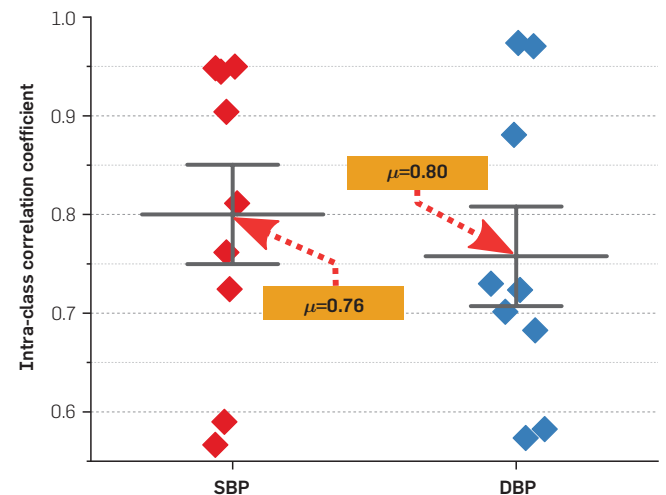 Intra-class correlation coefficient
1.0
0.9
0.8
0.7
0.6
μ=0.80
μ=0.76
SBP
DBP